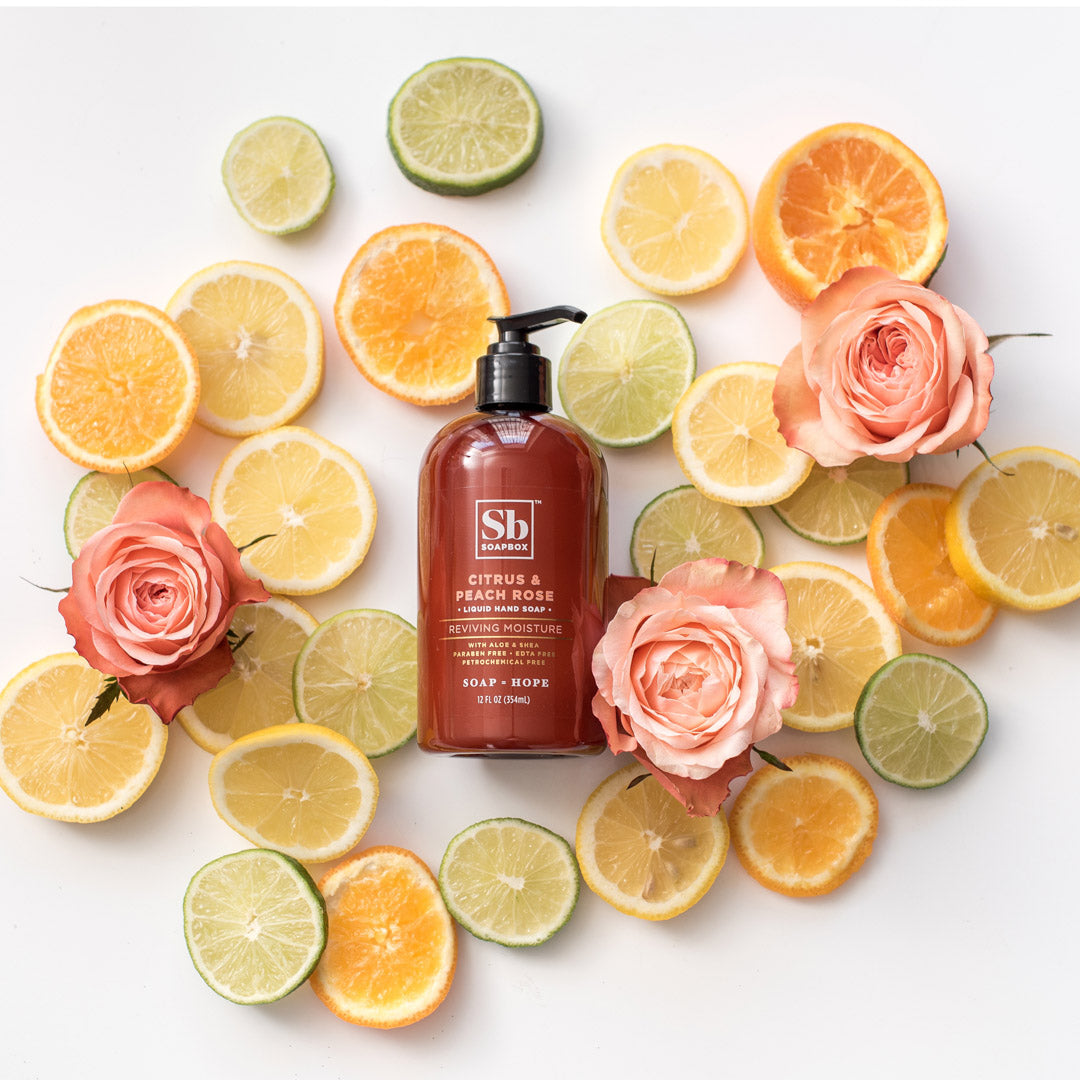 Sb™
SOAPBOX
CITRUS &
PEACH ROSE
• LIQUID HAND SOAP •
REVIVING MOISTURE
WITH ALOE & SHEA
PARABEN FREE • EDTA FREE
PETROCHEMICAL FREE
SOAP = HOPE
12 FL OZ (354mL)